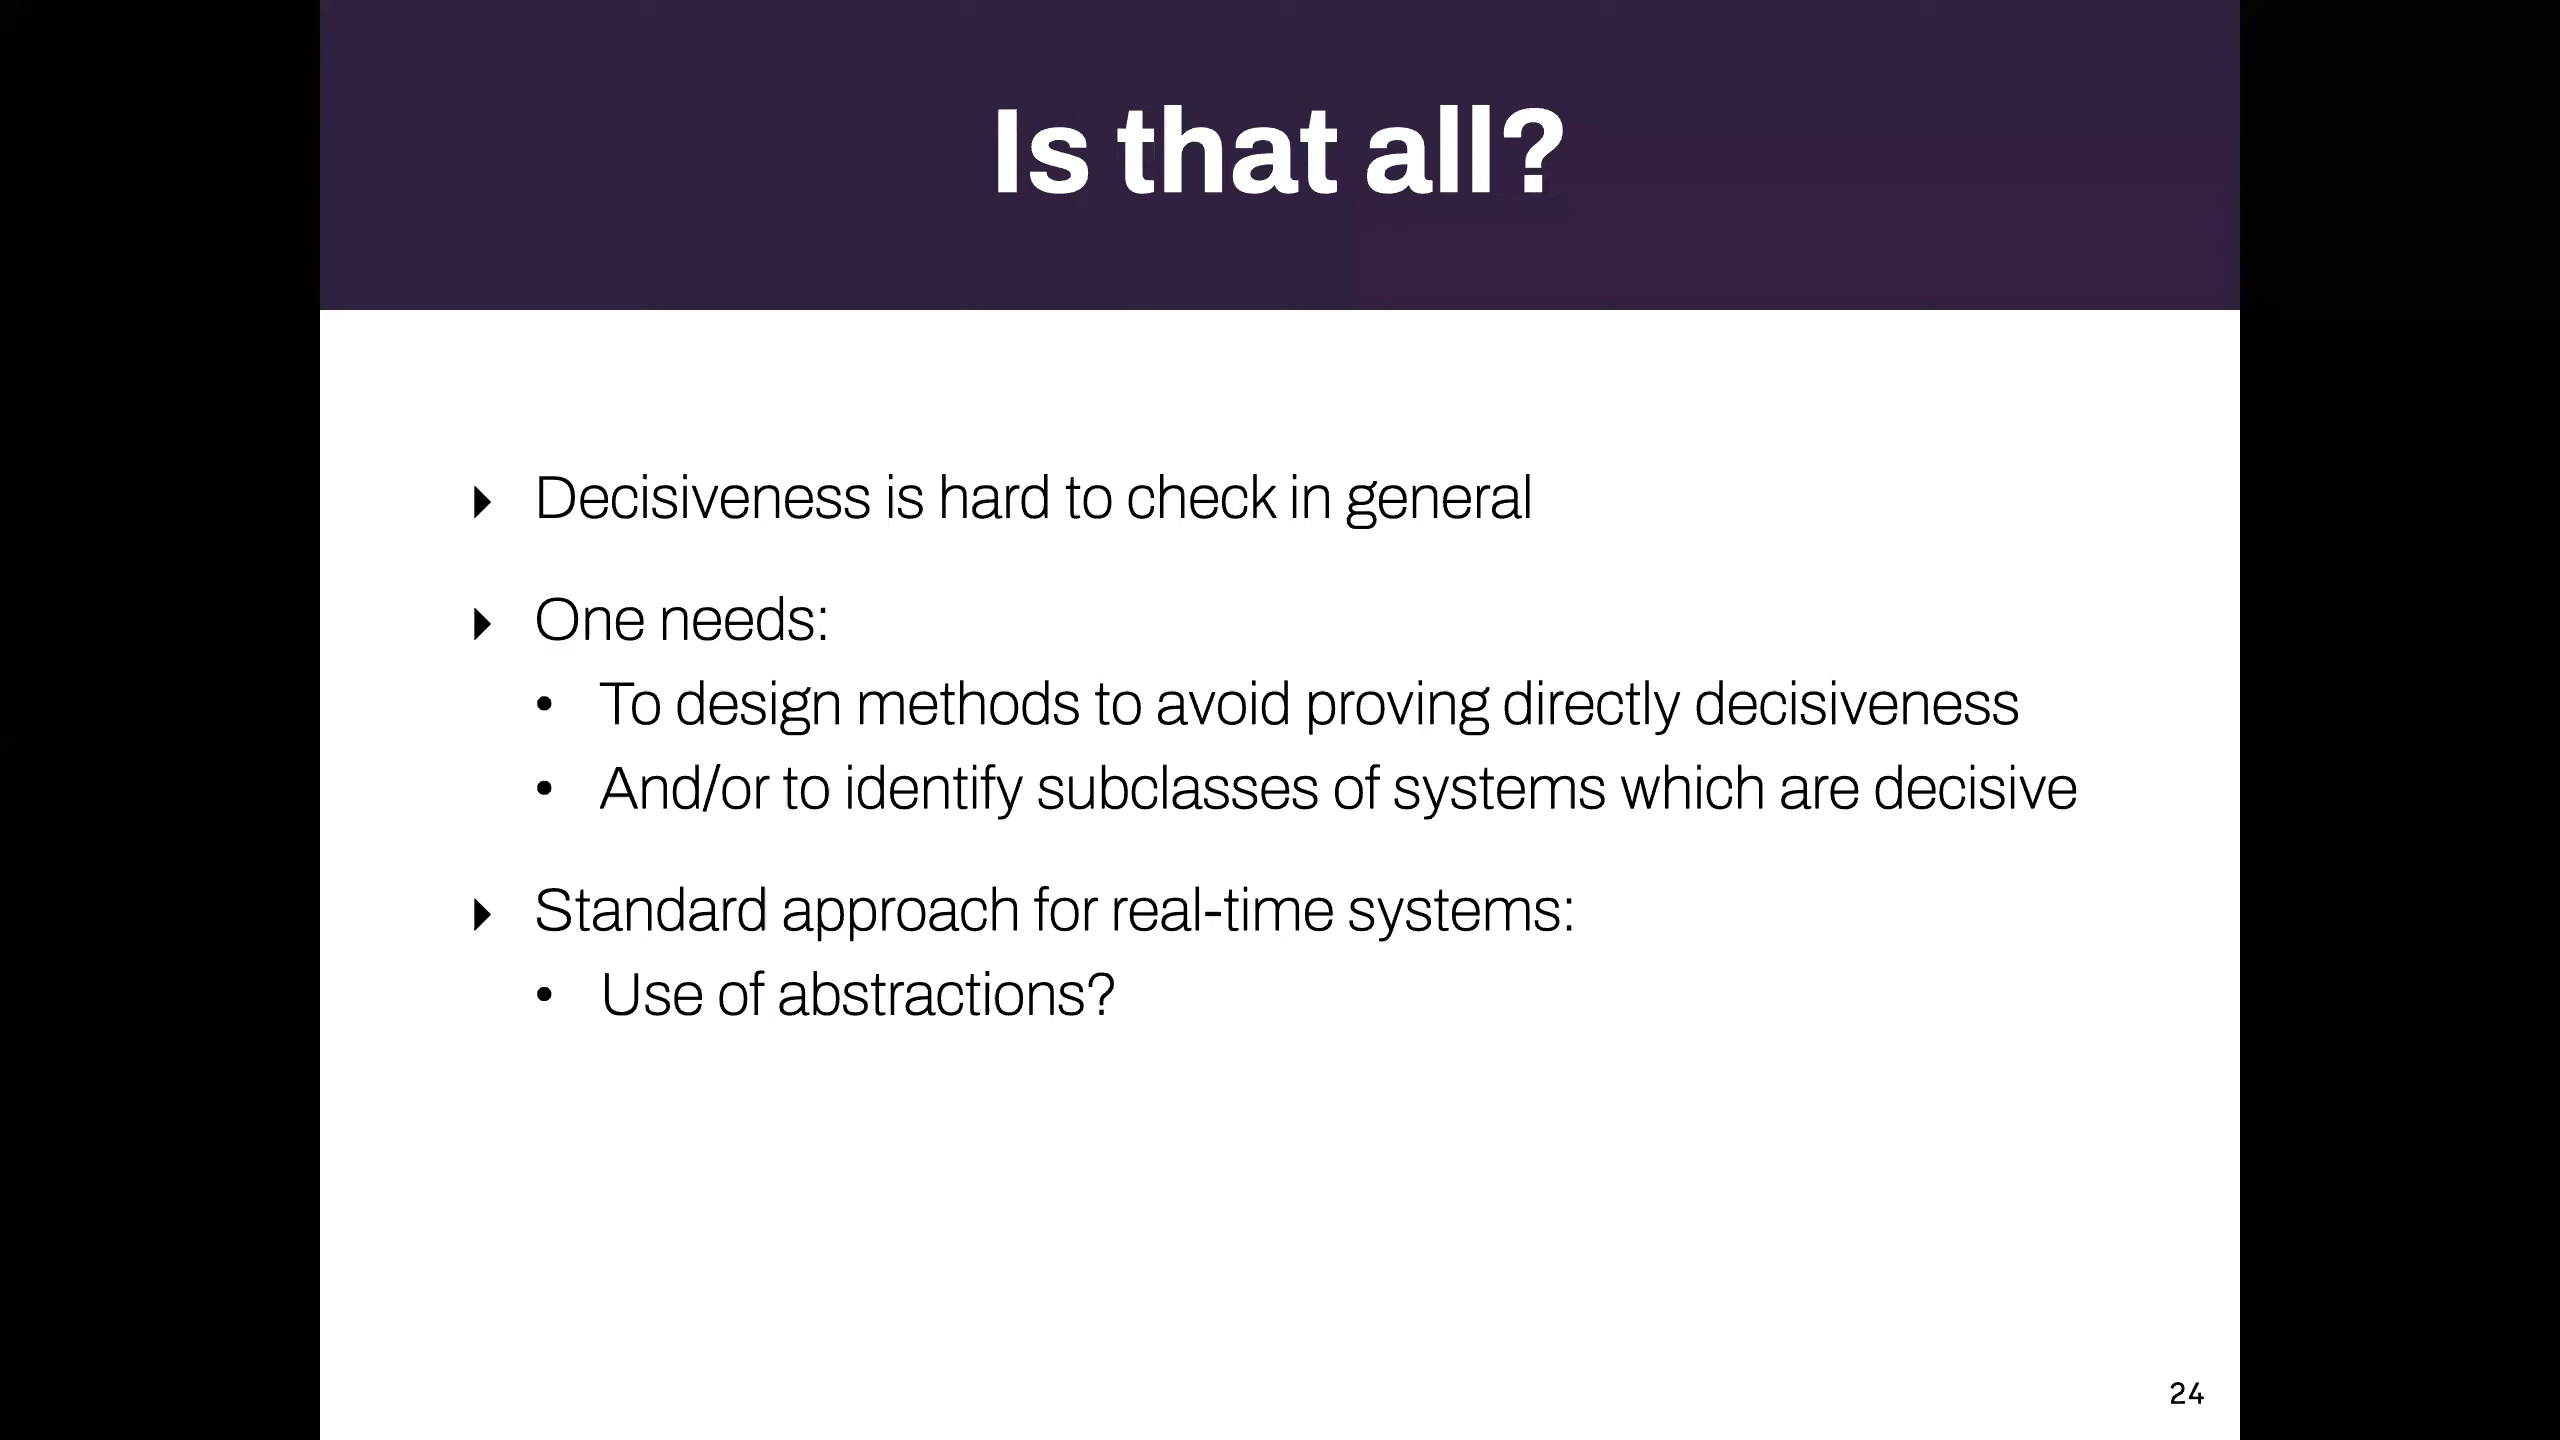 Is that all?
‣ Decisiveness is hard to check in general
‣ One needs:
• To design methods to avoid proving directly decisiveness
• And/or to identify subclasses of systems which are decisive
‣ Standard approach for real-time systems:
• Use of abstractions?
24